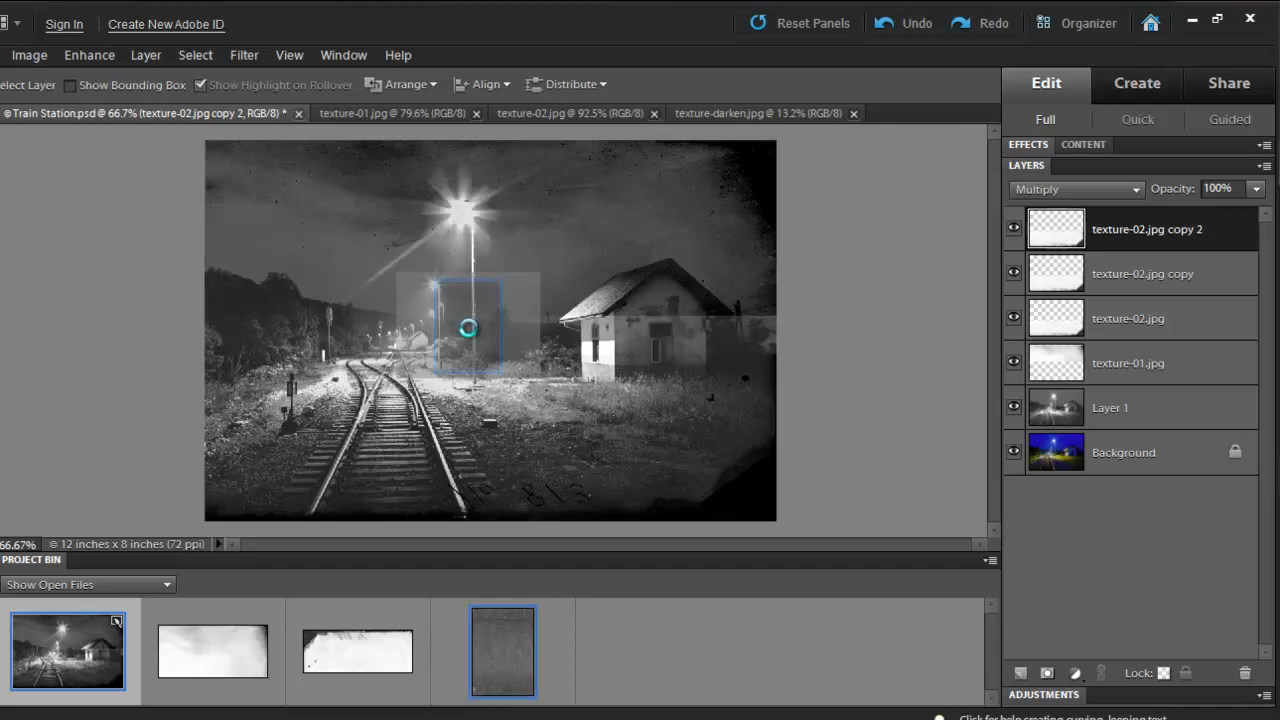 Sign In Create New Adobe ID Reset Panels Undo Redo Organizer
Image Enhance Layer Select Filter View Window Help
elect Layer Show Bounding Box Show Highlight on Rollover Arrange Align Distribute
Edit Create Share
Train Station.psd @ 66.7% (texture-02.jpg copy 2, RGB/8) * texture-01.jpg @ 79.6% (RGB/8) texture-02.jpg @ 92.5% (RGB/8) texture-darken.jpg @ 13.2% (RGB/8)
Full Quick Guided
EFFECTS CONTENT
LAYERS
Multiply Opacity: 100%
texture-02.jpg copy 2
texture-02.jpg copy
texture-02.jpg
texture-01.jpg
Layer 1
Background
66.67% © 12 inches x 8 inches (72 ppi)
PROJECT BIN
Show Open Files
Lock:
ADJUSTMENTS
Click for help creating curving, looping text